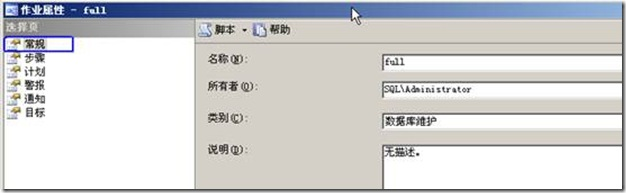 作业属性 - full
选择页
常规
步骤
计划
警报
通知
目标
脚本 帮助
名称(N): full
所有者(O): SQL\Administrator
类别(C): 数据库维护
说明(D): 无描述。